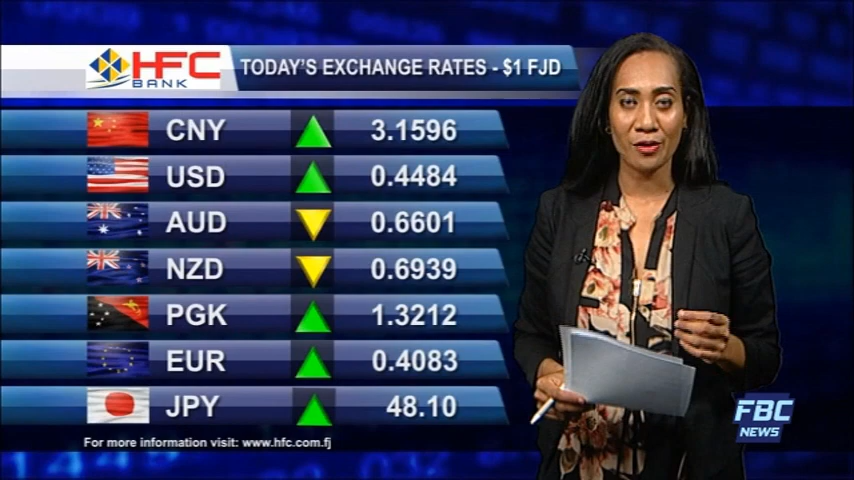 HFC
BANK
TODAY'S EXCHANGE RATES - $1 FJD
CNY 3.1596
USD 0.4484
AUD 0.6601
NZD 0.6939
PGK 1.3212
EUR 0.4083
JPY 48.10
For more information visit: www.hfc.com.fj
FBC
NEWS